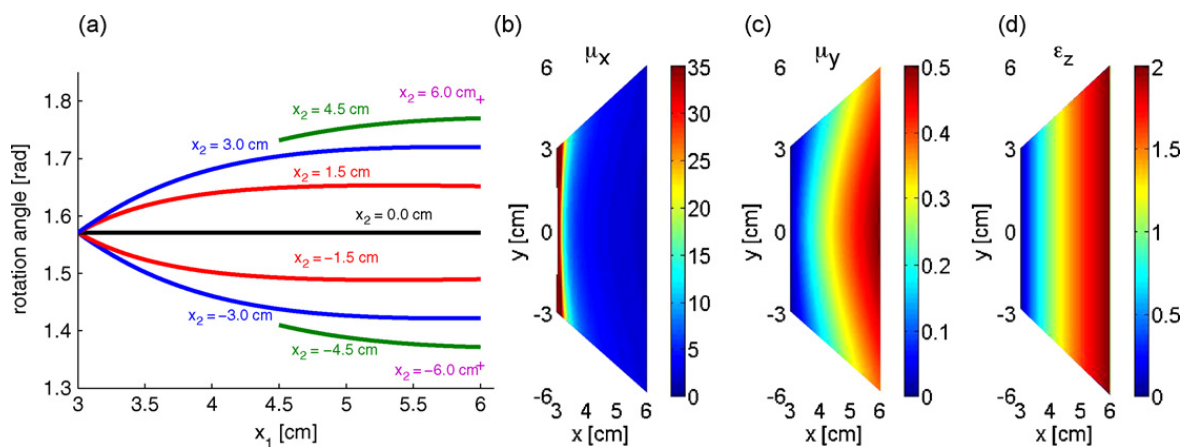 (a)
rotation angle [rad]
1.8
1.7
1.6
1.5
1.4
1.3
x₂ = 6.0 cm
x₂ = 4.5 cm
x₂ = 3.0 cm
x₂ = 1.5 cm
x₂ = 0.0 cm
x₂ = −1.5 cm
x₂ = −3.0 cm
x₂ = −4.5 cm
x₂ = −6.0 cm
3 3.5 4 4.5 5 5.5 6
x₁ [cm]
(b)
μₓ
y [cm]
6
3
0
-3
-6
3 4 5 6
x [cm]
35
30
25
20
15
10
5
0
(c)
μy
y [cm]
6
3
0
-3
-6
3 4 5 6
x [cm]
0.5
0.4
0.3
0.2
0.1
0
(d)
εz
y [cm]
6
3
0
-3
-6
3 4 5 6
x [cm]
2
1.5
1
0.5
0